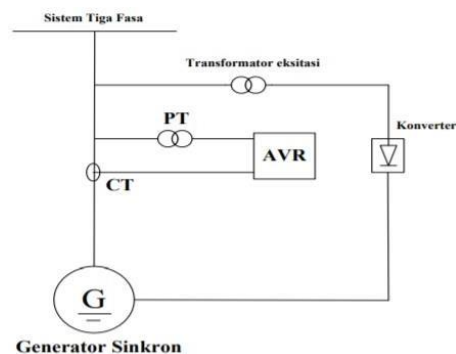 Sistem Tiga Fasa
Transformator eksitasi
PT
Konverter
AVR
CT
G
Generator Sinkron